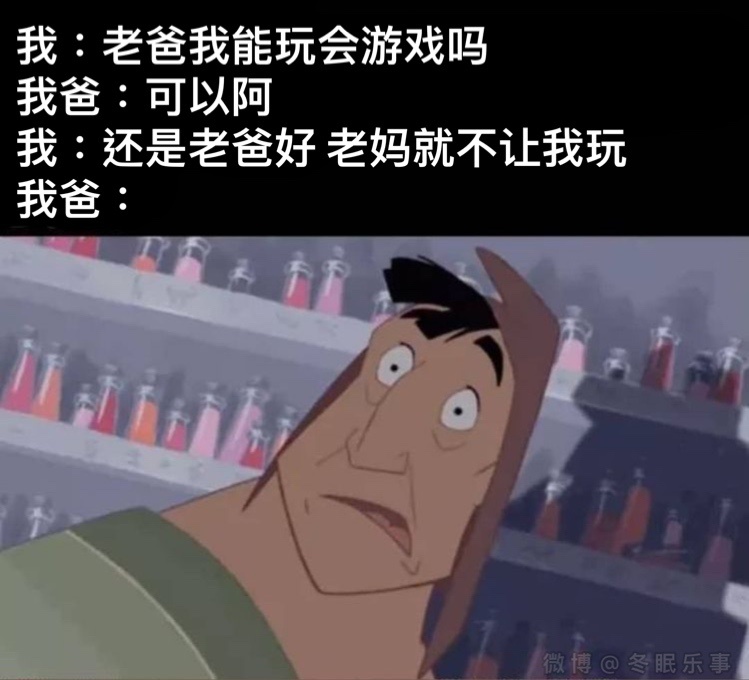 我：老爸我能玩会游戏吗
我爸：可以阿
我：还是老爸好 老妈就不让我玩
我爸：
微博@冬眠乐事